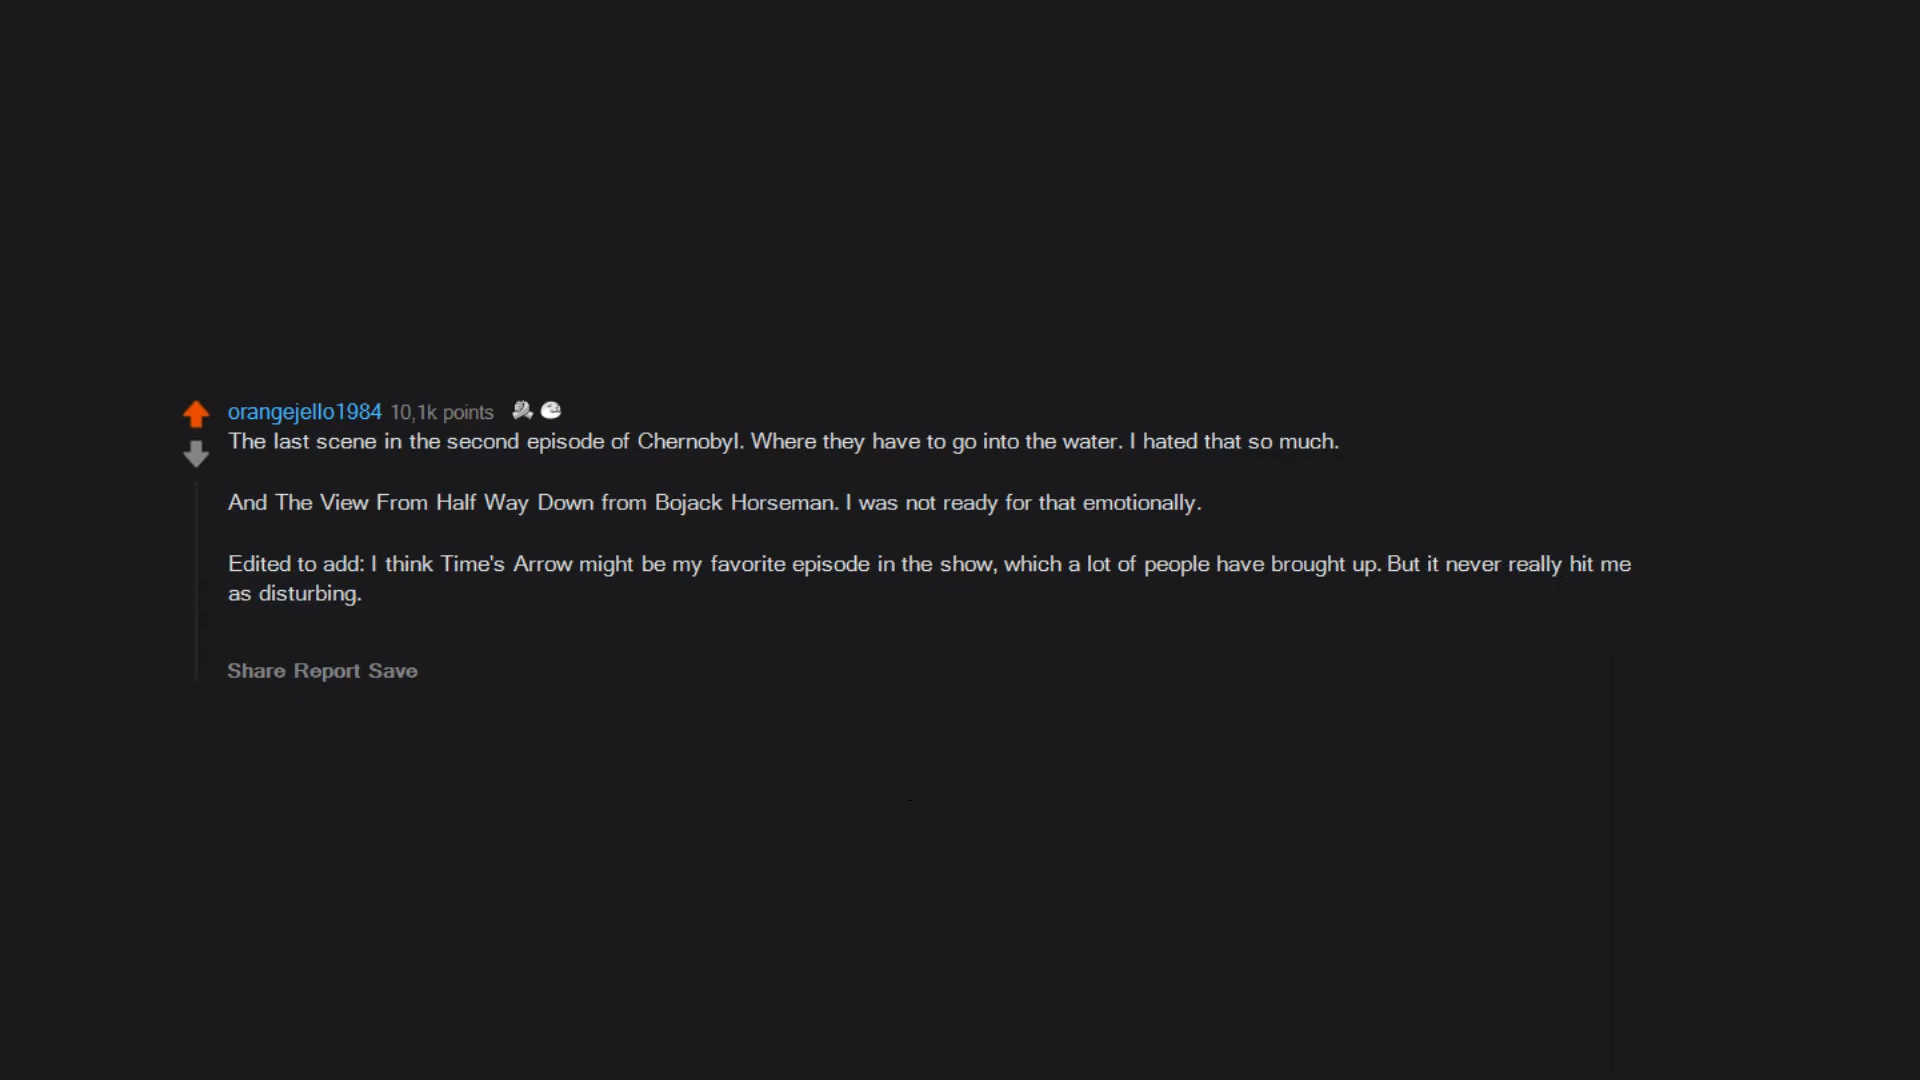 orangejello1984 10,1k points
The last scene in the second episode of Chernobyl. Where they have to go into the water. I hated that so much.
And The View From Half Way Down from Bojack Horseman. I was not ready for that emotionally.
Edited to add: I think Time's Arrow might be my favorite episode in the show, which a lot of people have brought up. But it never really hit me
as disturbing.
Share Report Save